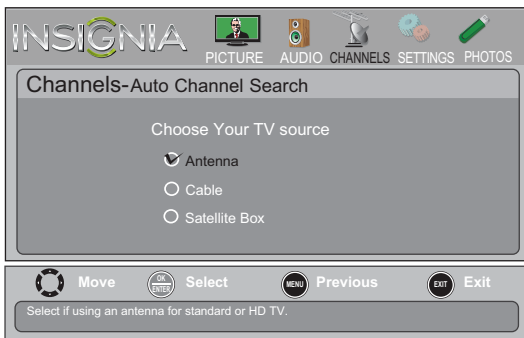 INSIGNIA
PICTURE AUDIO CHANNELS SETTINGS PHOTOS
Channels-Auto Channel Search
Choose Your TV source
Antenna
Cable
Satellite Box
Move OK ENTER Select MENU Previous EXIT Exit
Select if using an antenna for standard or HD TV.